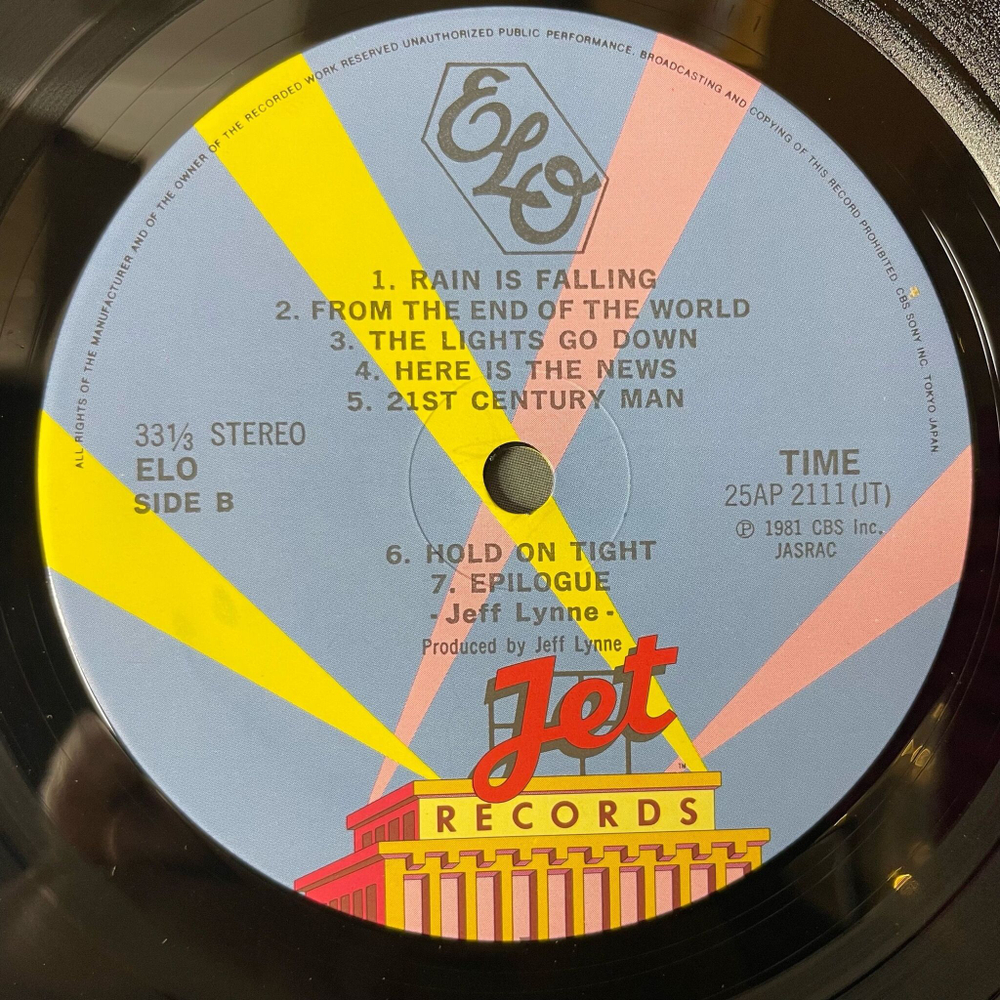 ALL RIGHTS OF THE MANUFACTURER AND OF THE OWNER OF THE RECORDED WORK RESERVED UNAUTHORIZED PUBLIC PERFORMANCE, BROADCASTING AND COPYING OF THIS RECORD PROHIBITED CBS SONY INC. TOKYO JAPAN
ELO
1. RAIN IS FALLING
2. FROM THE END OF THE WORLD
3. THE LIGHTS GO DOWN
4. HERE IS THE NEWS
5. 21ST CENTURY MAN
33⅓ STEREO
ELO
SIDE B
TIME
25AP 2111(JT)
℗ 1981 CBS Inc.
JASRAC
6. HOLD ON TIGHT
7. EPILOGUE
-Jeff Lynne-
Produced by Jeff Lynne
Jet
TM
RECORDS